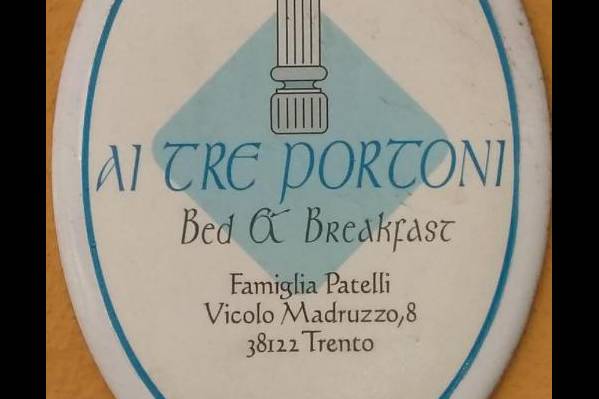 AI TRE PORTONI
Bed & Breakfast
Famiglia Patelli
Vicolo Madruzzo,8
38122 Trento